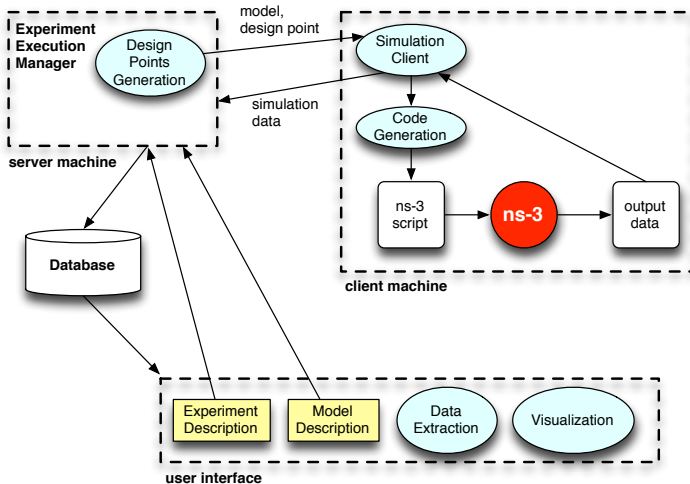 Experiment
Execution
Manager
Design
Points
Generation
model,
design point
simulation
data
server machine
Simulation
Client
Code
Generation
ns-3
script
ns-3
output
data
client machine
Database
Experiment
Description
Model
Description
Data
Extraction
Visualization
user interface